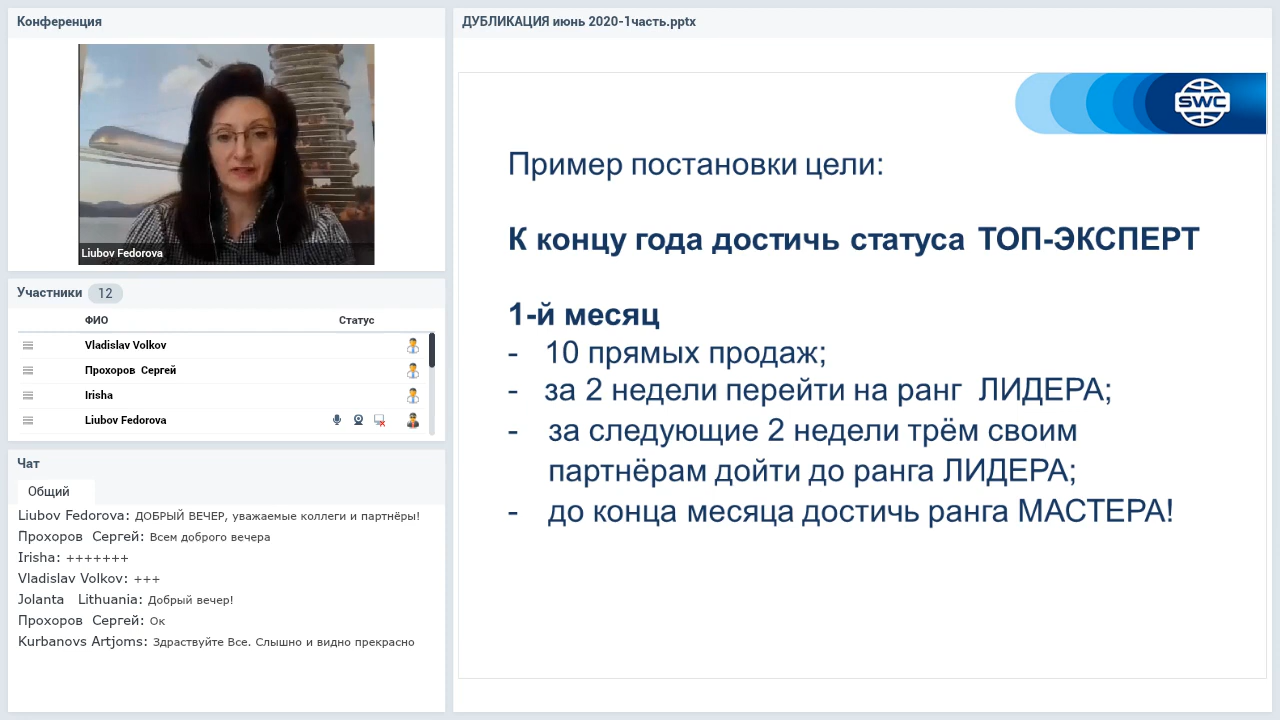 Конференция
Liubov Fedorova
Участники 12
ФИО Статус
Vladislav Volkov
Прохоров Сергей
Irisha
Liubov Fedorova
Чат
Общий
Liubov Fedorova: ДОБРЫЙ ВЕЧЕР, уважаемые коллеги и партнёры!
Прохоров Сергей: Всем доброго вечера
Irisha: +++++++
Vladislav Volkov: +++
Jolanta Lithuania: Добрый вечер!
Прохоров Сергей: Ок
Kurbanovs Artjoms: Здраствуйте Все. Слышно и видно прекрасно
ДУБЛИКАЦИЯ июнь 2020-1часть.pptx
SWC
Пример постановки цели:
К концу года достичь статуса ТОП-ЭКСПЕРТ
1-й месяц
- 10 прямых продаж;
- за 2 недели перейти на ранг ЛИДЕРА;
- за следующие 2 недели трём своим
партнёрам дойти до ранга ЛИДЕРА;
- до конца месяца достичь ранга МАСТЕРА!